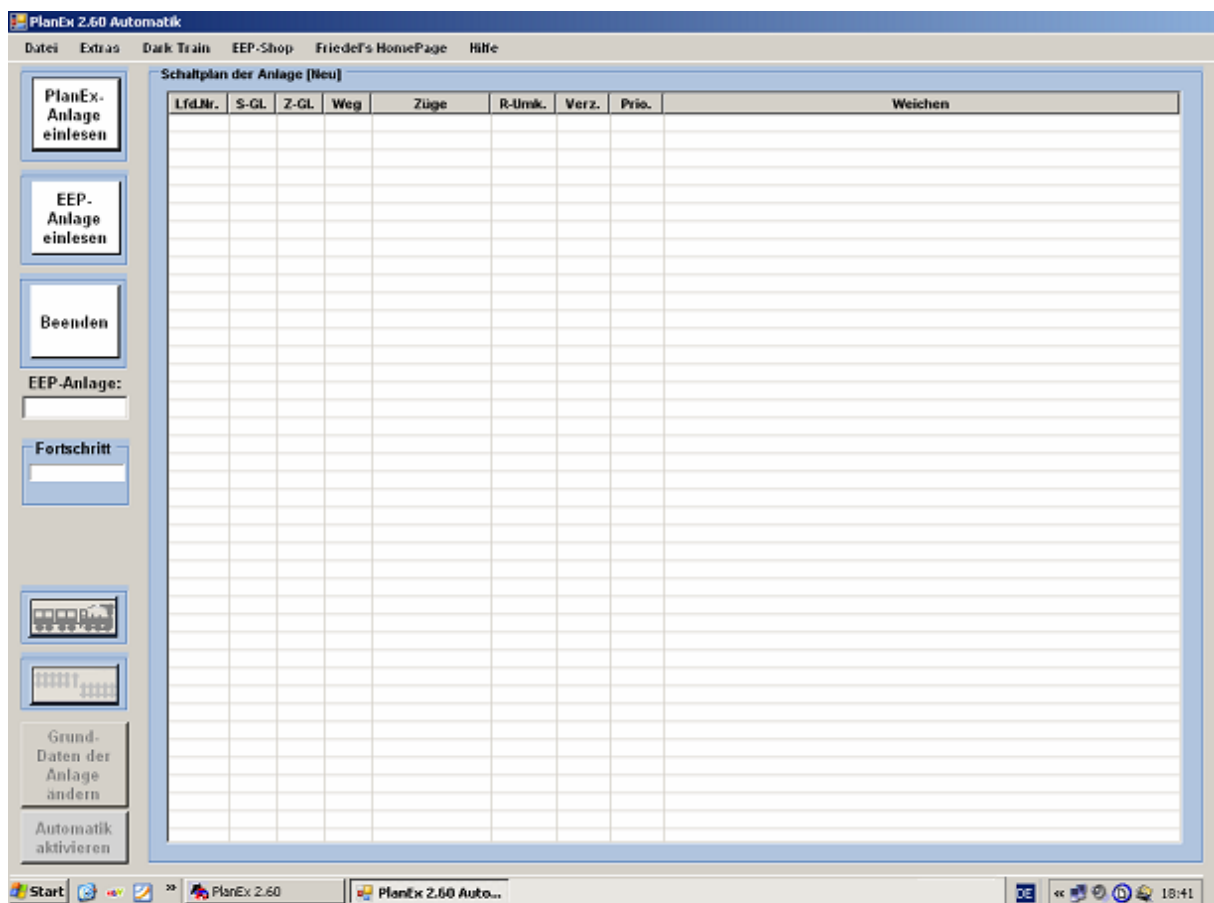 PlanEx 2.60 Automatik
Datei Extras Dark Train EEP-Shop Friedel's HomePage Hilfe
PlanEx-
Anlage
einlesen
EEP-
Anlage
einlesen
Beenden
EEP-Anlage:
Fortschritt
Grund-
Daten der
Anlage
ändern
Automatik
aktivieren
Schaltplan der Anlage [Neu]
Lfd.Nr. S-Gl. Z-Gl. Weg Züge R-Umk. Verz. Prio. Weichen
Start » PlanEx 2.60 PlanEx 2.60 Auto... DE « 18:41